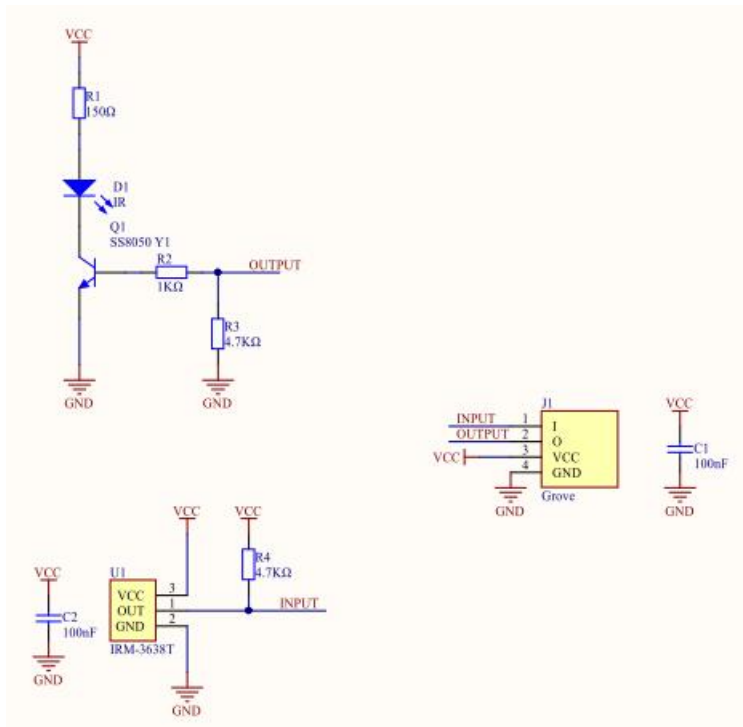 VCC
R1
150Ω
D1
IR
Q1
SS8050 Y1
R2
1KΩ
OUTPUT
R3
4.7KΩ
GND
GND
J1
INPUT
1
I
OUTPUT
2
O
VCC
3
VCC
4
GND
GND
Grove
VCC
C1
100nF
GND
VCC
C2
100nF
GND
U1
VCC
3
OUT
1
GND
2
IRM-3638T
VCC
VCC
R4
4.7KΩ
INPUT
GND